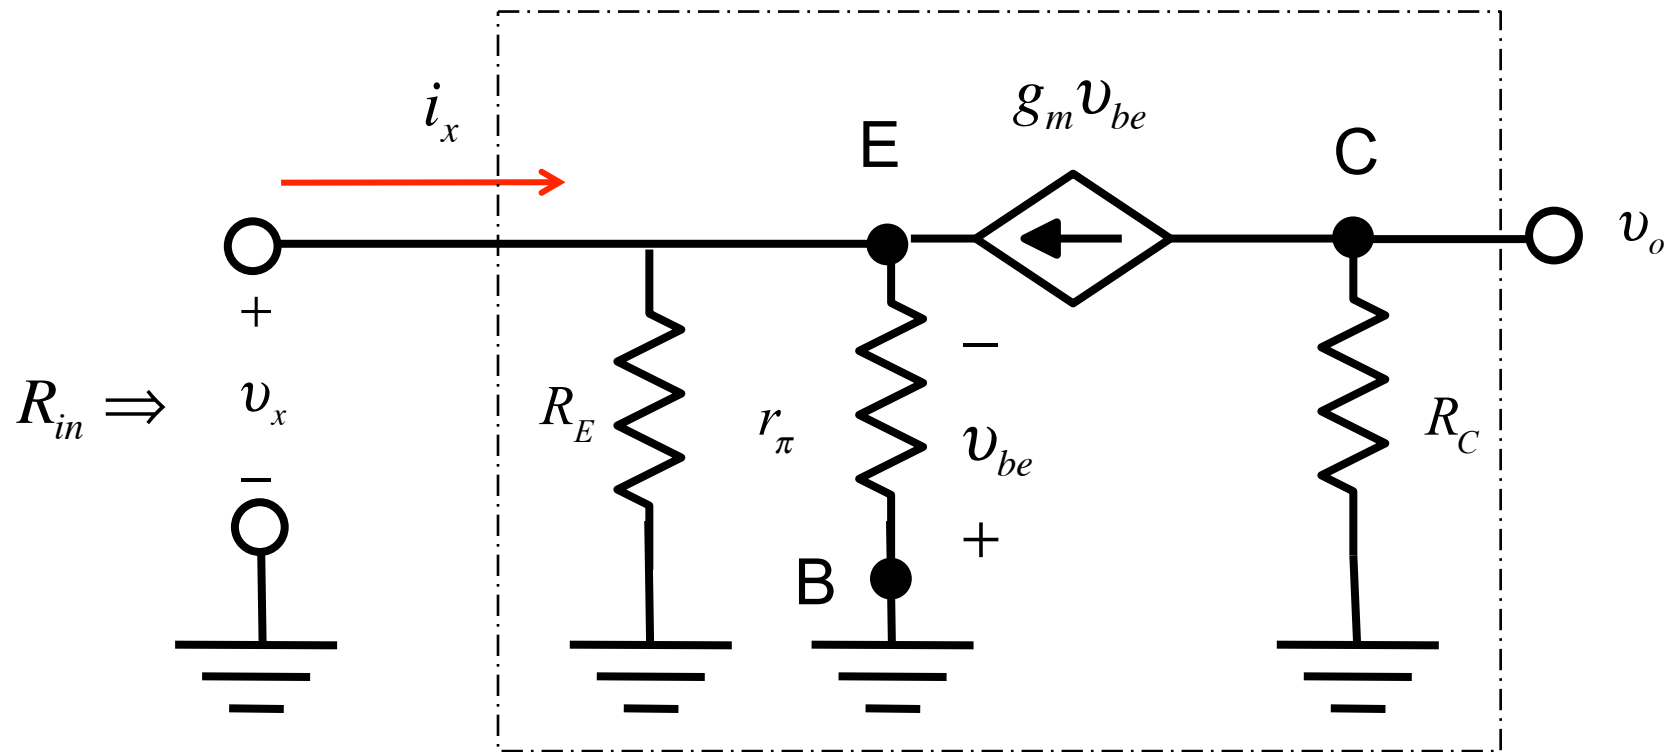 i_x
g_m υ_be
E
C
υ_o
+
R_in ⇒
υ_x
−
R_E
r_π
−
υ_be
+
R_C
B